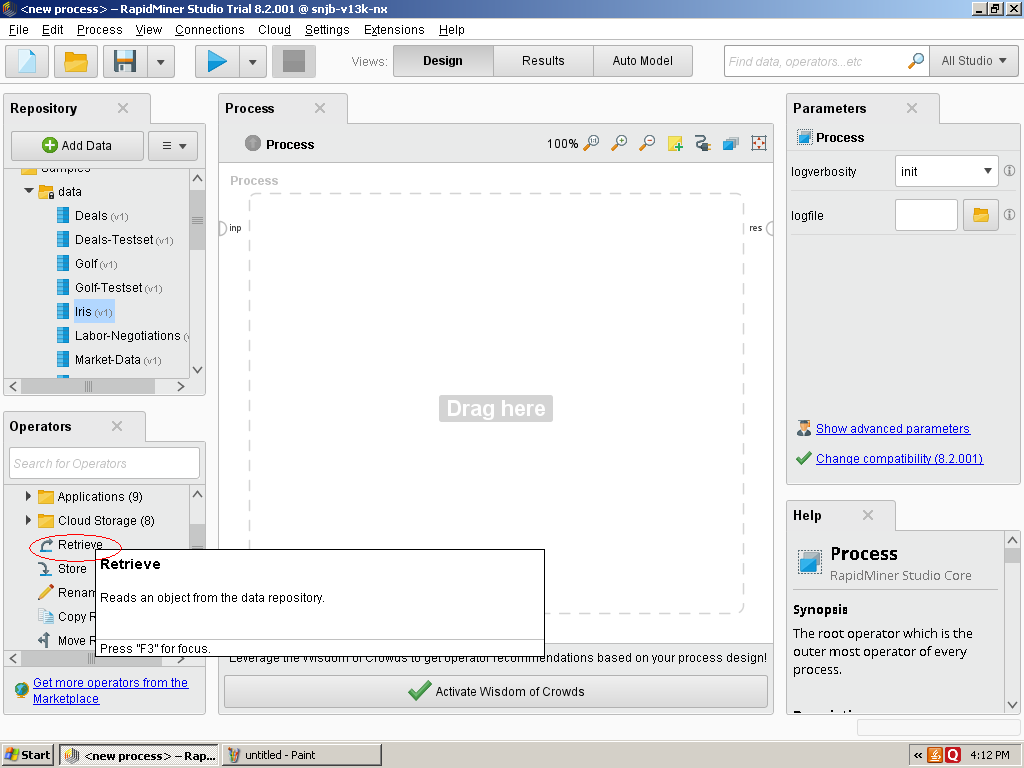 <new process> – RapidMiner Studio Trial 8.2.001 @ snjb-v13k-nx
File Edit Process View Connections Cloud Settings Extensions Help
Views: Design Results Auto Model Find data, operators...etc All Studio
Repository
Add Data
Samples
data
Deals (v1)
Deals-Testset (v1)
Golf (v1)
Golf-Testset (v1)
Iris (v1)
Labor-Negotiations
Market-Data (v1)
Operators
Search for Operators
Applications (9)
Cloud Storage (8)
Retrieve
Store
Renam
Copy R
Move R
Get more operators from the
Marketplace
Process
Process
100%
Process
inp
res
Drag here
Retrieve
Reads an object from the data repository.
Press "F3" for focus.
Leverage the Wisdom of Crowds to get operator recommendations based on your process design!
Activate Wisdom of Crowds
Parameters
Process
logverbosity init
logfile
Show advanced parameters
Change compatibility (8.2.001)
Help
Process
RapidMiner Studio Core
Synopsis
The root operator which is the
outer most operator of every
process.
Start <new process> – Rap... untitled - Paint « Q 4:12 PM